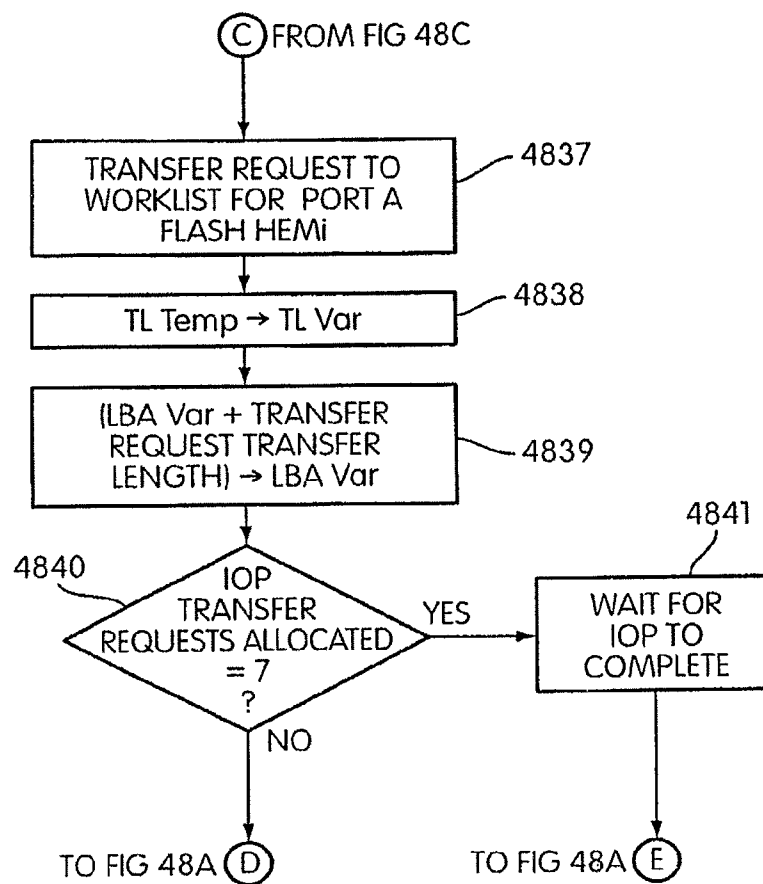 C FROM FIG 48C
TRANSFER REQUEST TO
WORKLIST FOR PORT A
FLASH HEMi
4837
TL Temp → TL Var
4838
(LBA Var + TRANSFER
REQUEST TRANSFER
LENGTH) → LBA Var
4839
4840
IOP
TRANSFER
REQUESTS ALLOCATED
= 7
?
YES
NO
4841
WAIT FOR
IOP TO
COMPLETE
TO FIG 48A D
TO FIG 48A E